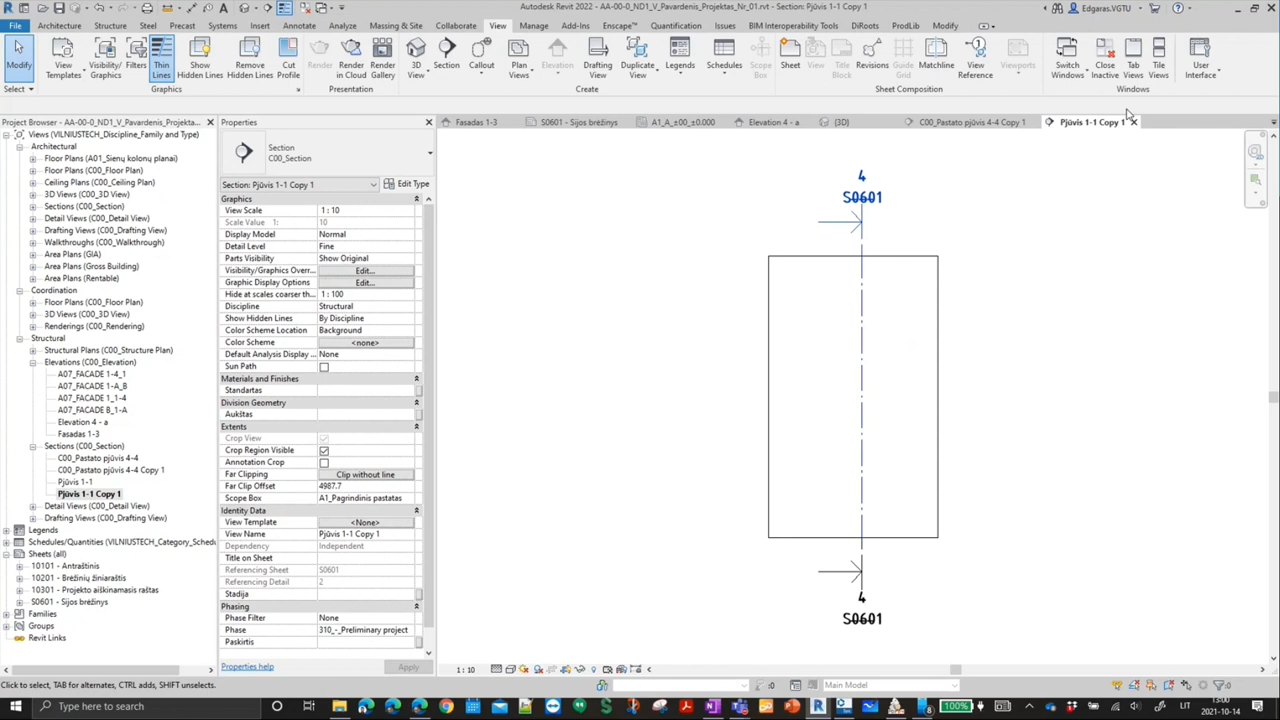 Autodesk Revit 2022 - AA-00-0_ND1_V_Pavardenis_Projektas_Nr_01.rvt - Section: Pjūvis 1-1 Copy 1
Edgaras.VGTU
File Architecture Structure Steel Precast Systems Insert Annotate Analyze Massing & Site Collaborate View Manage Add-Ins Enscape™ Quantification Issues BIM Interoperability Tools DiRoots ProdLib Modify
Modify View Templates Visibility/ Graphics Filters Thin Lines Show Hidden Lines Remove Hidden Lines Cut Profile Render Render in Cloud Render Gallery 3D View Section Callout Plan Views Elevation Drafting View Duplicate View Legends Schedules Scope Box Sheet View Title Block Revisions Guide Grid Matchline View Reference Viewports Switch Windows Close Inactive Tab Views Tile Views User Interface
Select Graphics Presentation Create Sheet Composition Windows
Project Browser - AA-00-0_ND1_V_Pavardenis_Projekta...
Views (VILNIUSTECH_Discipline_Family and Type)
Architectural
Floor Plans (A01_Sienų kolonų planai)
Floor Plans (C00_Floor Plan)
Ceiling Plans (C00_Ceiling Plan)
3D Views (C00_3D View)
Sections (C00_Section)
Detail Views (C00_Detail View)
Drafting Views (C00_Drafting View)
Walkthroughs (C00_Walkthrough)
Area Plans (GIA)
Area Plans (Gross Building)
Area Plans (Rentable)
Coordination
Floor Plans (C00_Floor Plan)
3D Views (C00_3D View)
Renderings (C00_Rendering)
Structural
Structural Plans (C00_Structure Plan)
Elevations (C00_Elevation)
A07_FACADE 1-4_1
A07_FACADE 1-A_B
A07_FACADE 1_1-4
A07_FACADE B_1-A
Elevation 4 - a
Fasadas 1-3
Sections (C00_Section)
C00_Pastato pjūvis 4-4
C00_Pastato pjūvis 4-4 Copy 1
Pjūvis 1-1
Pjūvis 1-1 Copy 1
Detail Views (C00_Detail View)
Drafting Views (C00_Drafting View)
Legends
Schedules/Quantities (VILNIUSTECH_Category_Schedu
Sheets (all)
10101 - Antraštinis
10201 - Brėžinių žiniaraštis
10301 - Projekto aiškinamasis raštas
S0601 - Sijos brėžinys
Families
Groups
Revit Links
Properties
Section
C00_Section
Section: Pjūvis 1-1 Copy 1 Edit Type
Graphics
View Scale 1 : 10
Scale Value 1: 10
Display Model Normal
Detail Level Fine
Parts Visibility Show Original
Visibility/Graphics Over... Edit...
Graphic Display Options Edit...
Hide at scales coarser th... 1 : 100
Discipline Structural
Show Hidden Lines By Discipline
Color Scheme Location Background
Color Scheme <none>
Default Analysis Display ... None
Sun Path
Materials and Finishes
Standartas
Division Geometry
Aukštas
Extents
Crop View
Crop Region Visible
Annotation Crop
Far Clipping Clip without line
Far Clip Offset 4987.7
Scope Box A1_Pagrindinis pastatas
Identity Data
View Template <None>
View Name Pjūvis 1-1 Copy 1
Dependency Independent
Title on Sheet
Referencing Sheet S0601
Referencing Detail 2
Stadija
Phasing
Phase Filter None
Phase 310_-_Preliminary project
Paskirtis
Properties help Apply
Fasadas 1-3 S0601 - Sijos brėžinys A1_A_±00_±0.000 Elevation 4 - a {3D} C00_Pastato pjūvis 4-4 Copy 1 Pjūvis 1-1 Copy 1
4
S0601
4
S0601
1 : 10
Click to select, TAB for alternates, CTRL adds, SHIFT unselects.
:0 Main Model :0
Type here to search
100% LT 13:00
2021-10-14